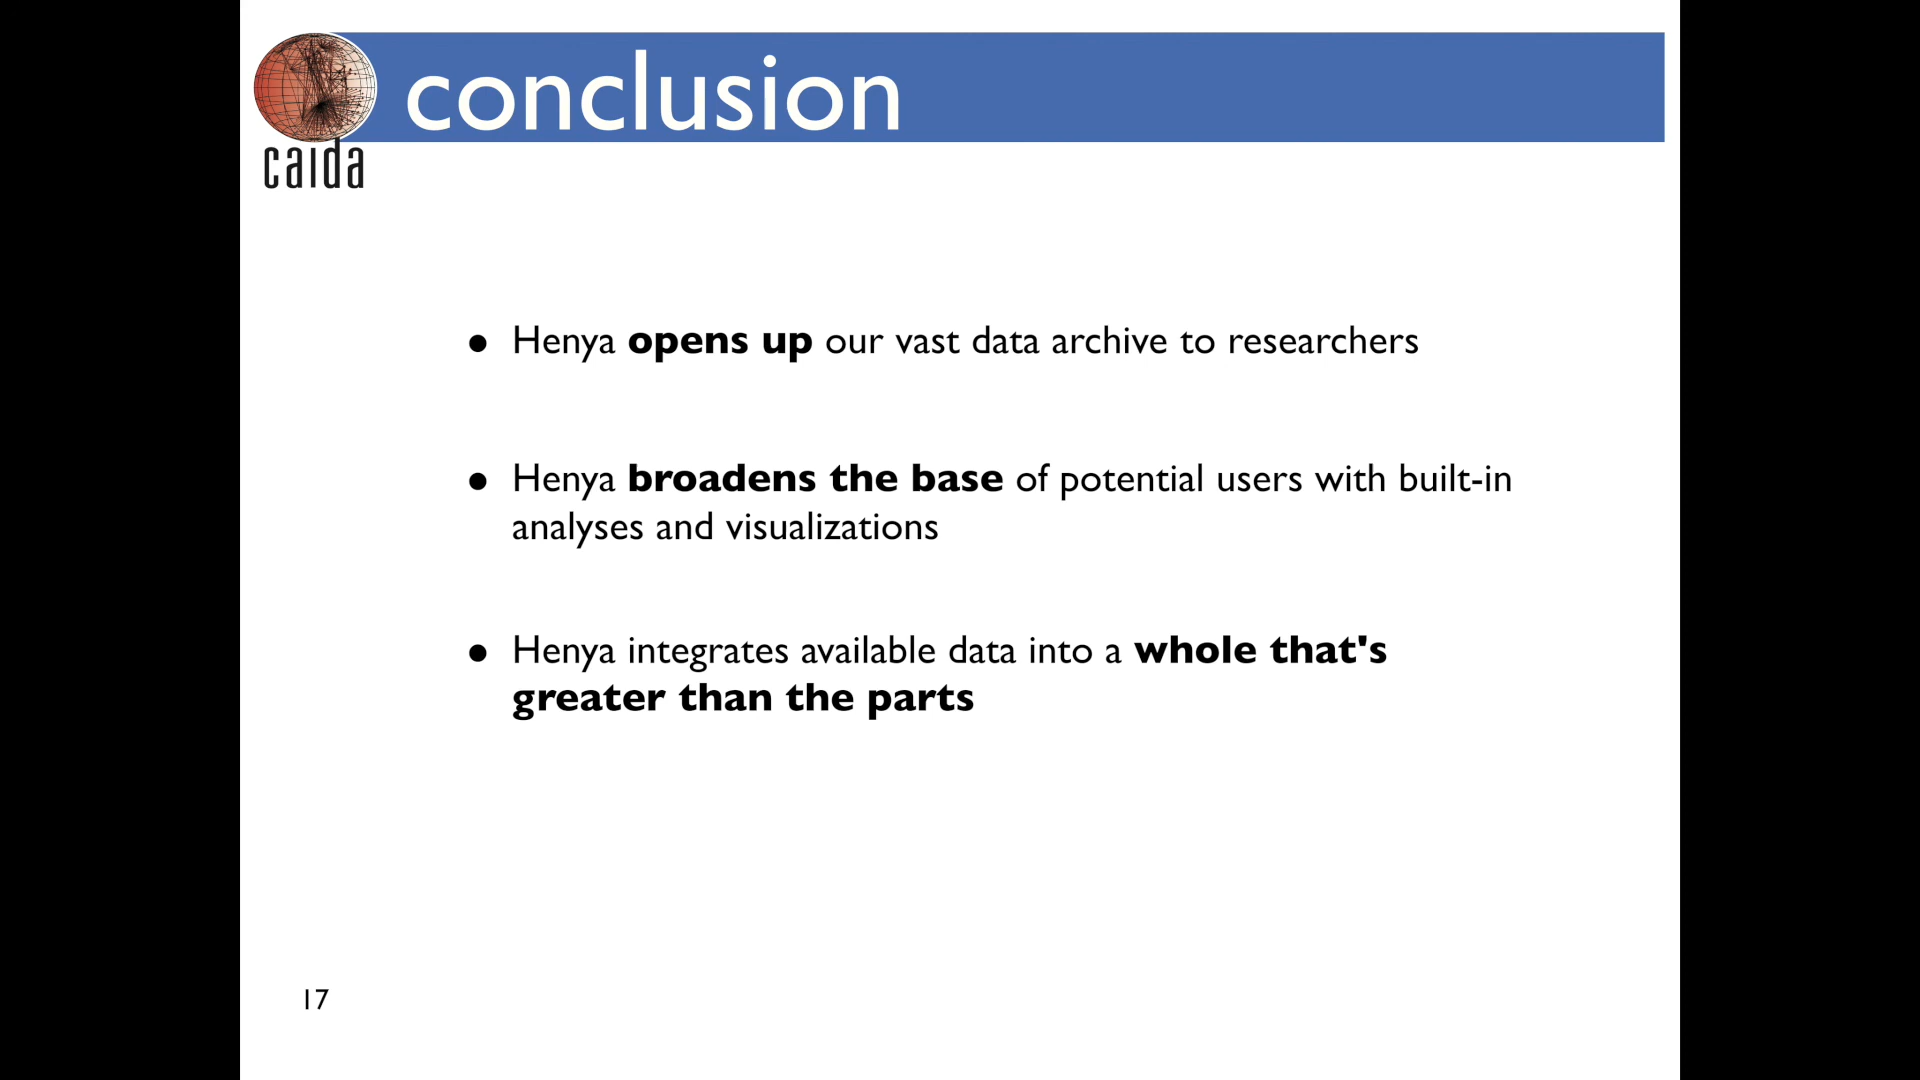 conclusion
caida
• Henya opens up our vast data archive to researchers
• Henya broadens the base of potential users with built-in
analyses and visualizations
• Henya integrates available data into a whole that's
greater than the parts
17